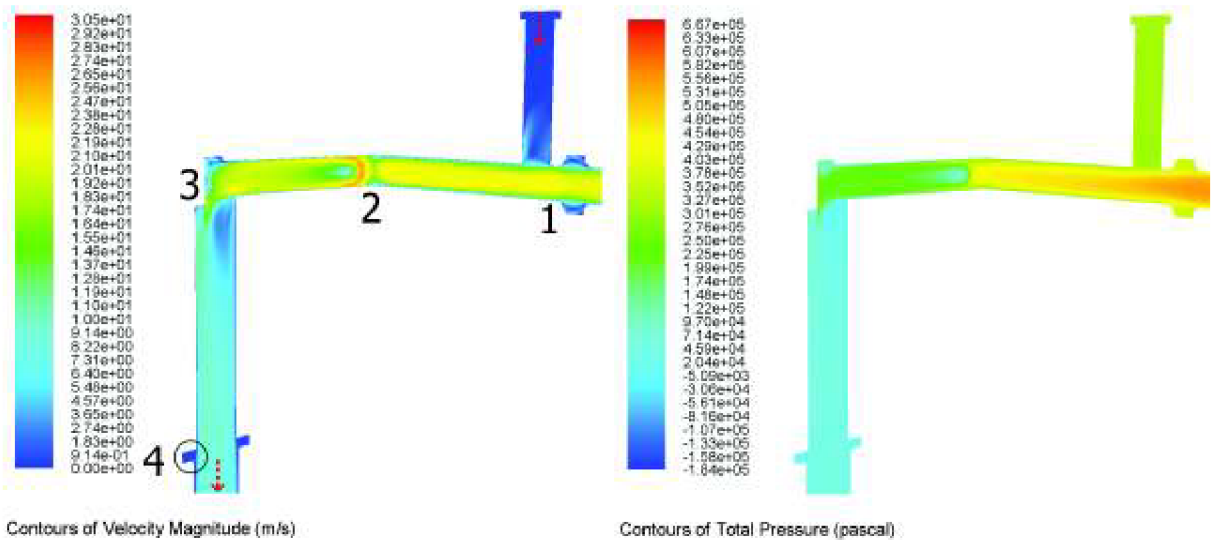 3.05e+01
2.92e+01
2.83e+01
2.74e+01
2.65e+01
2.56e+01
2.47e+01
2.38e+01
2.28e+01
2.19e+01
2.10e+01
2.01e+01
1.92e+01
1.83e+01
1.74e+01
1.64e+01
1.55e+01
1.46e+01
1.37e+01
1.28e+01
1.19e+01
1.10e+01
1.00e+01
9.14e+00
8.22e+00
7.31e+00
6.40e+00
5.48e+00
4.57e+00
3.65e+00
2.74e+00
1.83e+00
9.14e-01
0.00e+00
3
2
1
4
Contours of Velocity Magnitude (m/s)
6.67e+05
6.33e+05
6.07e+05
5.82e+05
5.56e+05
5.31e+05
5.05e+05
4.80e+05
4.54e+05
4.29e+05
4.03e+05
3.78e+05
3.52e+05
3.27e+05
3.01e+05
2.76e+05
2.50e+05
2.25e+05
1.99e+05
1.74e+05
1.48e+05
1.22e+05
9.70e+04
7.14e+04
4.59e+04
2.04e+04
-5.09e+03
-3.06e+04
-5.61e+04
-8.16e+04
-1.07e+05
-1.33e+05
-1.58e+05
-1.84e+05
Contours of Total Pressure (pascal)